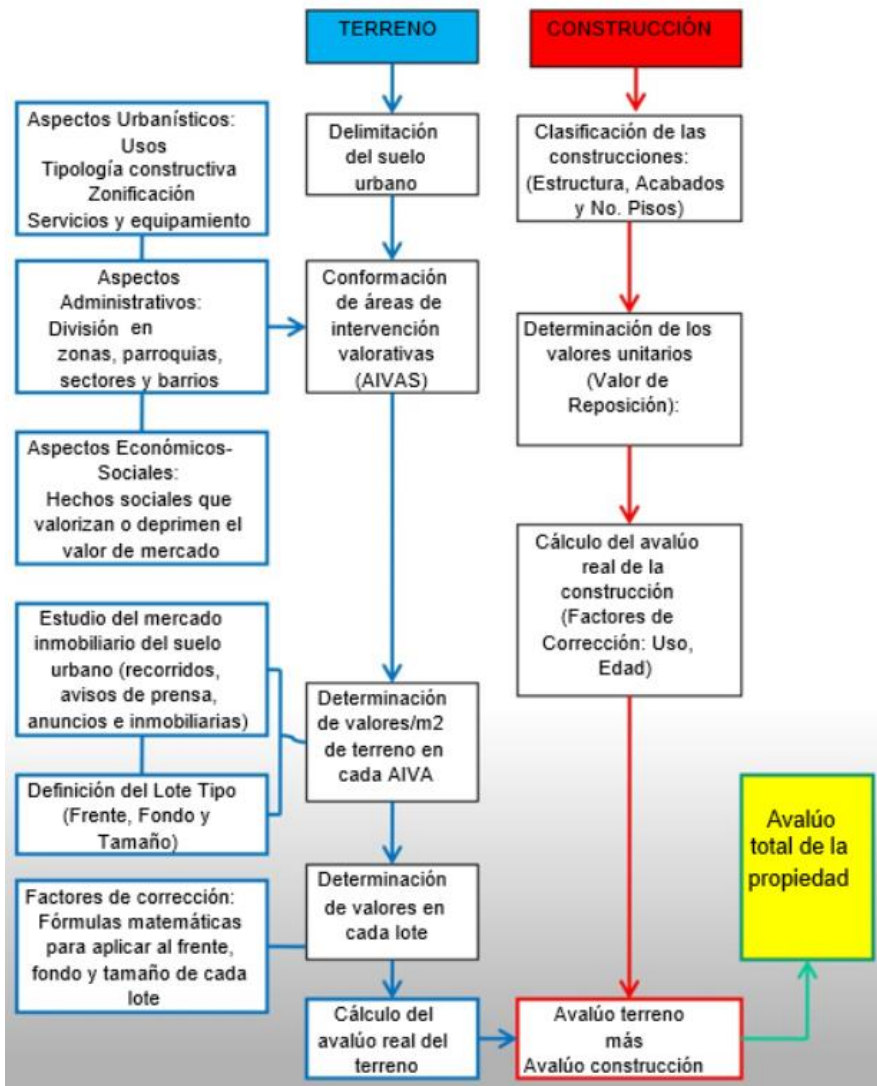 TERRENO
CONSTRUCCIÓN
Aspectos Urbanísticos:
Usos
Tipología constructiva
Zonificación
Servicios y equipamiento
Delimitación
del suelo
urbano
Clasificación de las
construcciones:
(Estructura, Acabados
y No. Pisos)
Aspectos
Administrativos:
División en
zonas, parroquias,
sectores y barrios
Conformación
de áreas de
intervención
valorativas
(AIVAS)
Determinación de los
valores unitarios
(Valor de
Reposición):
Aspectos Económicos-
Sociales:
Hechos sociales que
valorizan o deprimen el
valor de mercado
Cálculo del avalúo
real de la
construcción
(Factores de
Corrección: Uso,
Edad)
Estudio del mercado
inmobiliario del suelo
urbano (recorridos,
avisos de prensa,
anuncios e inmobiliarias)
Determinación
de valores/m2
de terreno en
cada AIVA
Definición del Lote Tipo
(Frente, Fondo y
Tamaño)
Avalúo
total de la
propiedad
Factores de corrección:
Fórmulas matemáticas
para aplicar al frente,
fondo y tamaño de cada
lote
Determinación
de valores en
cada lote
Cálculo del
avalúo real del
terreno
Avalúo terreno
más
Avalúo construcción